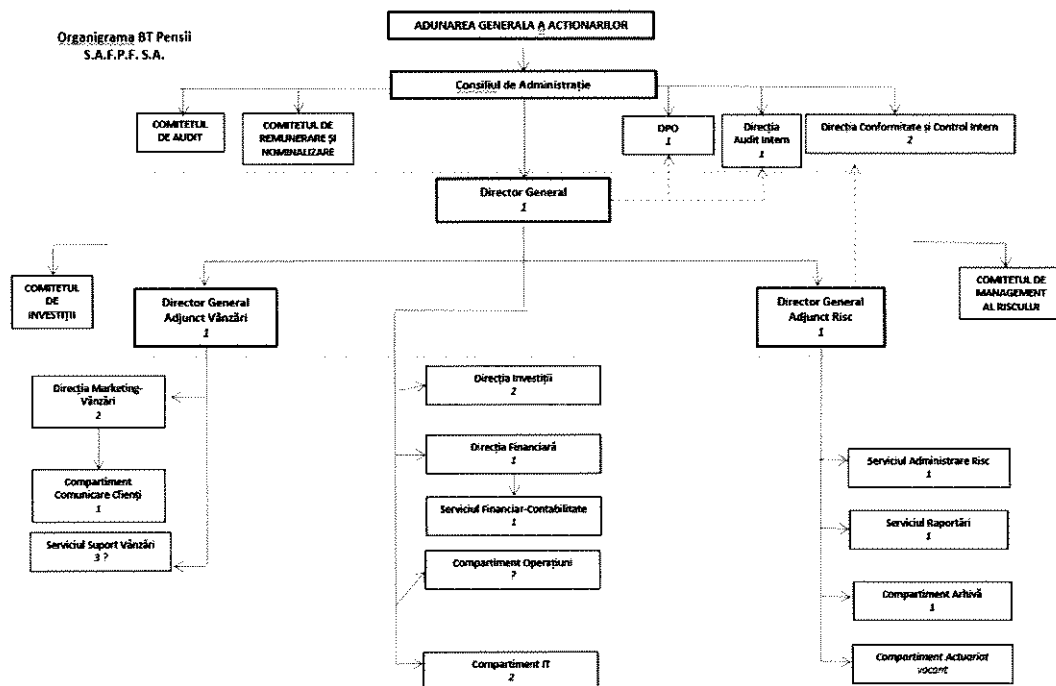 Organigrama BT Pensii
S.A.F.P.F. S.A.
ADUNAREA GENERALA A ACTIONARILOR
Consiliul de Administrație
COMITETUL
DE AUDIT
COMITETUL DE
REMUNERARE ȘI
NOMINALIZARE
DPO
1
Direcția
Audit Intern
1
Direcția Conformitate și Control Intern
2
Director General
1
COMITETUL
DE
INVESTIȚII
Director General
Adjunct Vânzări
1
Director General
Adjunct Risc
1
COMITETUL DE
MANAGEMENT
AL RISCULUI
Direcția Marketing-
Vânzări
2
Compartiment
Comunicare Clienți
1
Serviciul Suport Vânzări
3 ?
Direcția Investiții
2
Direcția Financiară
1
Serviciul Financiar-Contabilitate
1
Compartiment Operațiuni
?
Compartiment IT
2
Serviciul Administrare Risc
1
Serviciul Raportări
1
Compartiment Arhivă
1
Compartiment Actuariat
vacant